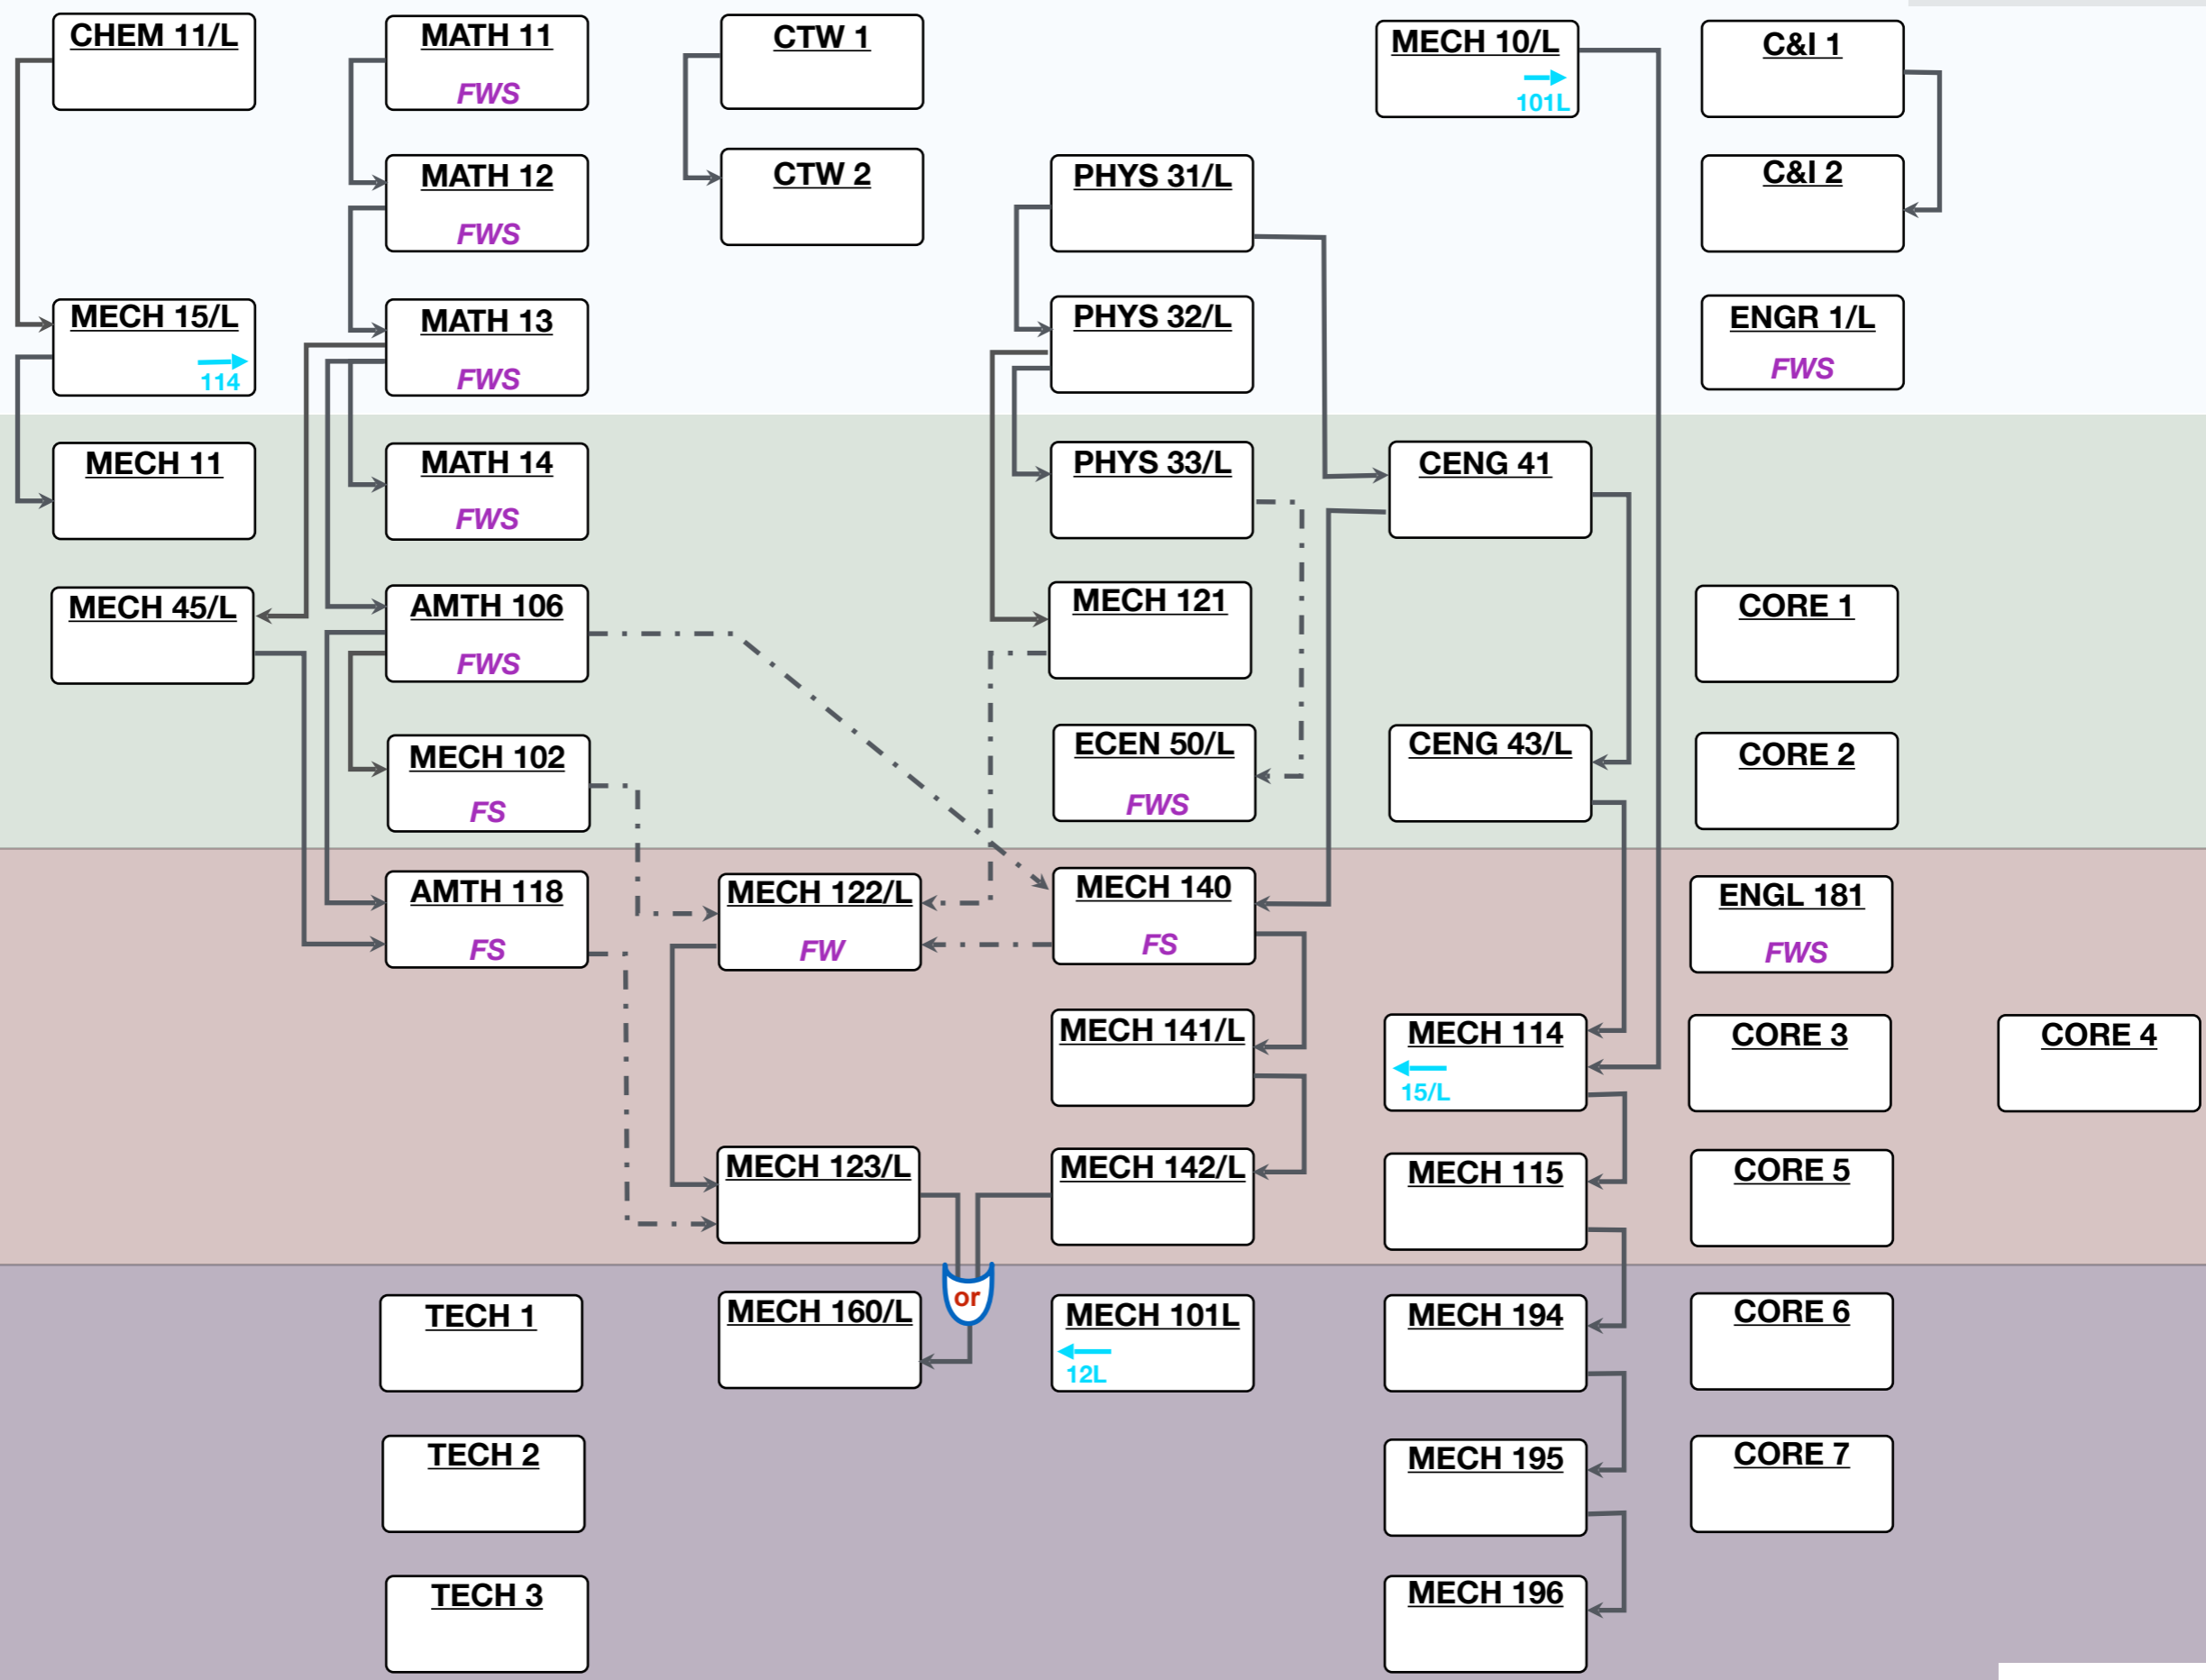 CHEM 11/L
MATH 11
FWS
CTW 1
MECH 10/L
101L
C&I 1
MATH 12
FWS
CTW 2
PHYS 31/L
C&I 2
MECH 15/L
114
MATH 13
FWS
PHYS 32/L
ENGR 1/L
FWS
MECH 11
MATH 14
FWS
PHYS 33/L
CENG 41
MECH 45/L
AMTH 106
FWS
MECH 121
CORE 1
MECH 102
FS
ECEN 50/L
FWS
CENG 43/L
CORE 2
AMTH 118
FS
MECH 122/L
FW
MECH 140
FS
ENGL 181
FWS
MECH 141/L
MECH 114
15/L
CORE 3
CORE 4
MECH 123/L
MECH 142/L
MECH 115
CORE 5
or
TECH 1
MECH 160/L
MECH 101L
12L
MECH 194
CORE 6
TECH 2
MECH 195
CORE 7
TECH 3
MECH 196